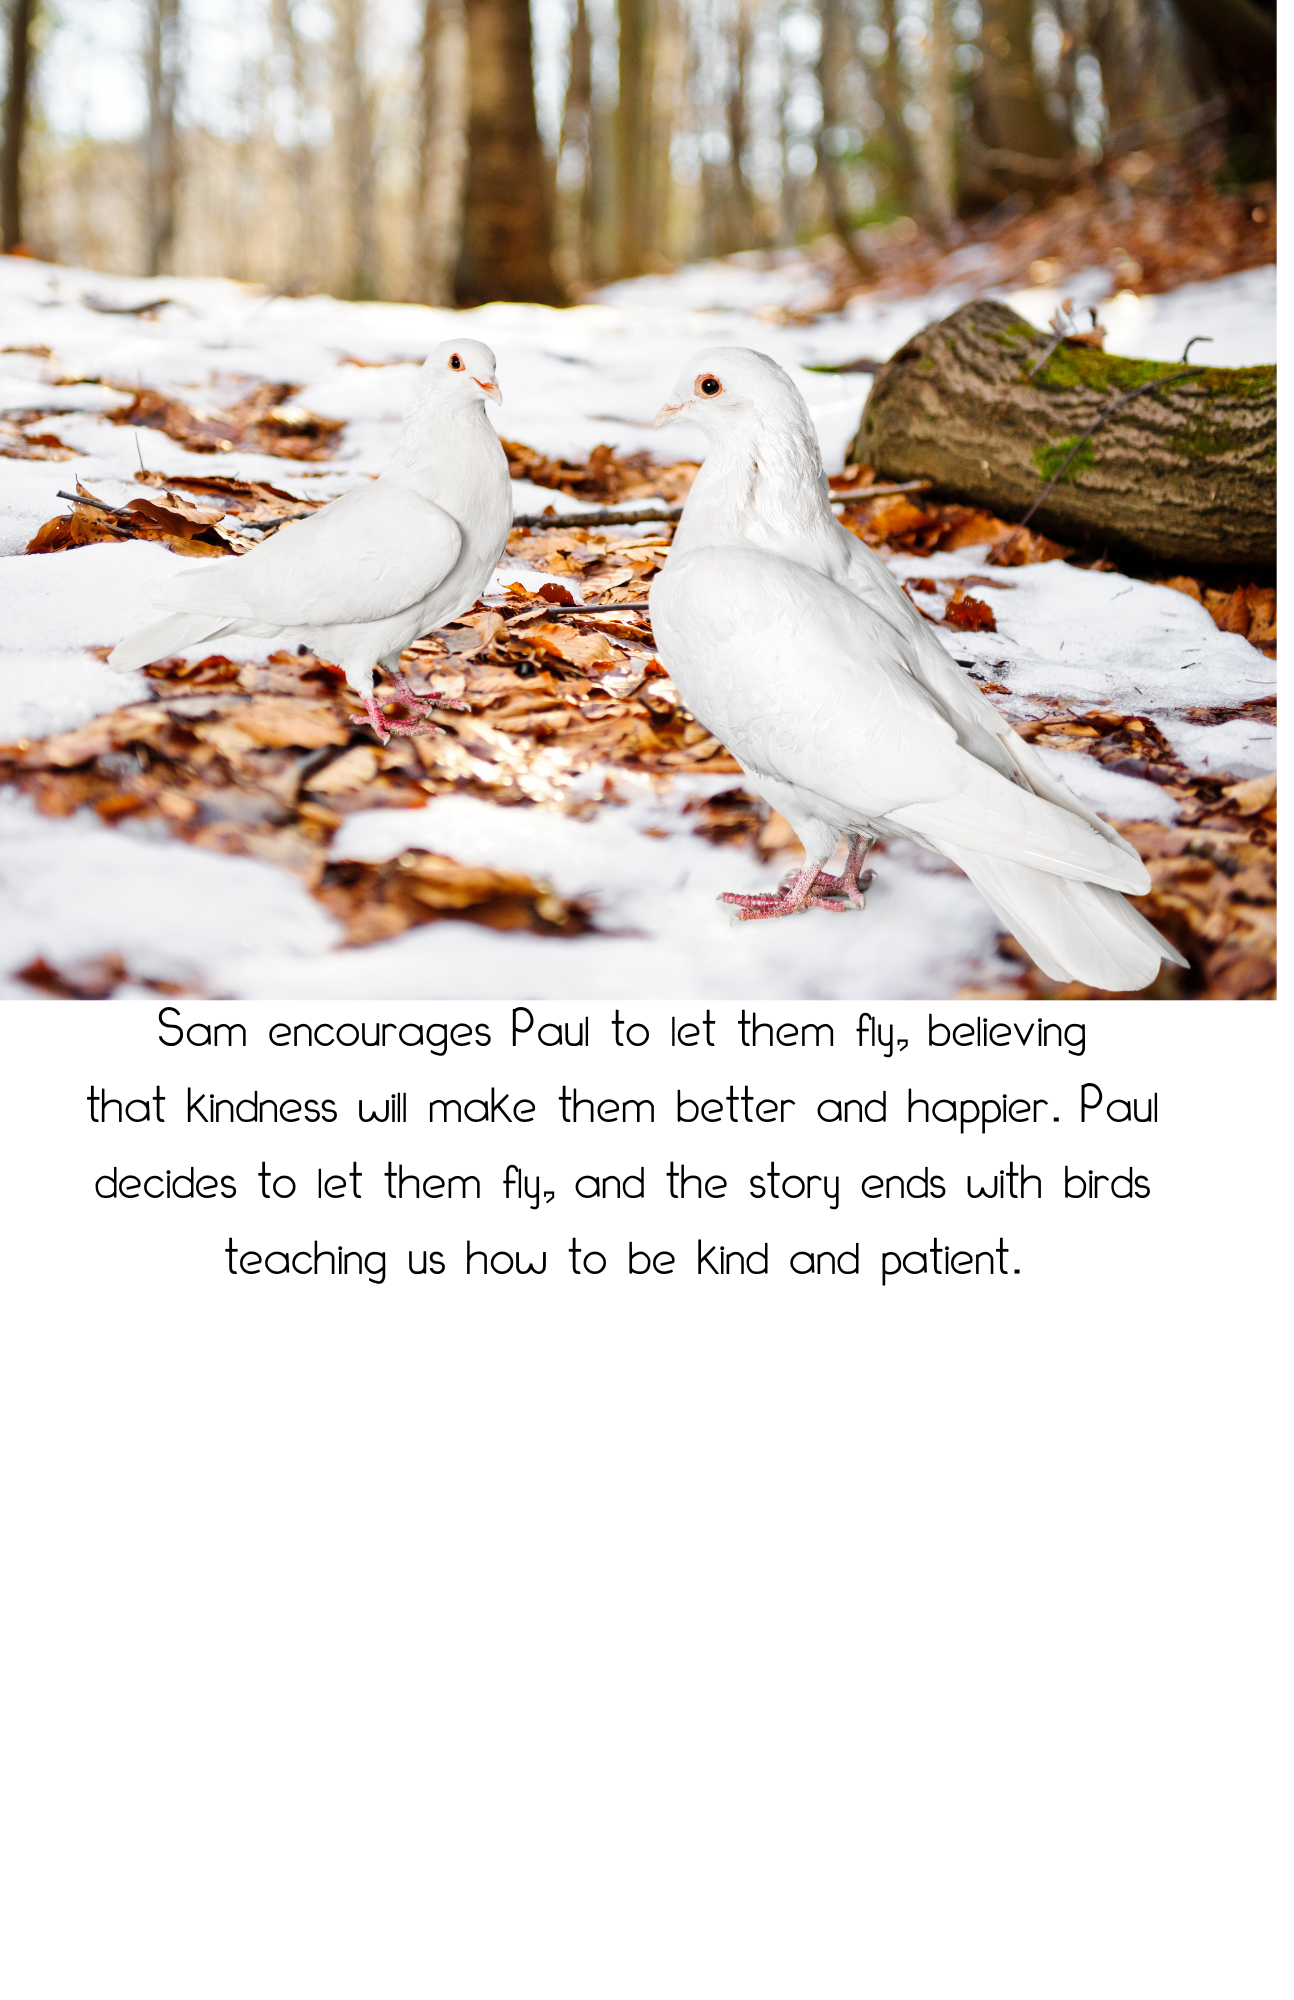 Sam encourages Paul to let them fly, believing
that kindness will make them better and happier. Paul
decides to let them fly, and the story ends with birds
teaching us how to be kind and patient.